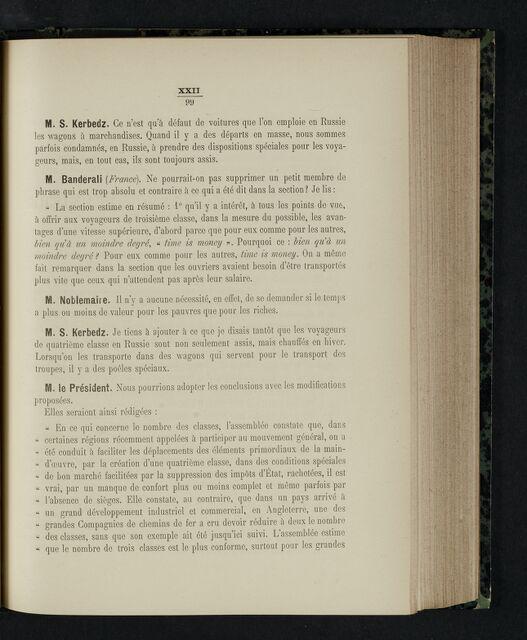 XXII
99
M. S. Kerbedz. Ce n'est qu'à défaut de voitures que l'on emploie en Russie
les wagons à marchandises. Quand il y a des départs en masse, nous sommes
parfois condamnés, en Russie, à prendre des dispositions spéciales pour les voya-
geurs, mais, en tout cas, ils sont toujours assis.
M. Banderali (France). Ne pourrait-on pas supprimer un petit membre de
phrase qui est trop absolu et contraire à ce qui a été dit dans la section? Je lis:
« La section estime en résumé : 1° qu'il y a intérêt, à tous les points de vue,
à offrir aux voyageurs de troisième classe, dans la mesure du possible, les avan-
tages d'une vitesse supérieure, d'abord parce que pour eux comme pour les autres,
bien qu'à un moindre degré, « time is money ». Pourquoi ce : bien qu'à un
moindre degré? Pour eux comme pour les autres, time is money. On a même
fait remarquer dans la section que les ouvriers avaient besoin d'être transportés
plus vite que ceux qui n'attendent pas après leur salaire.
M. Noblemaire. Il n'y a aucune nécessité, en effet, de se demander si le temps
a plus ou moins de valeur pour les pauvres que pour les riches.
M. S. Kerbedz. Je tiens à ajouter à ce que je disais tantôt que les voyageurs
de quatrième classe en Russie sont non seulement assis, mais chauffés en hiver.
Lorsqu'on les transporte dans des wagons qui servent pour le transport des
troupes, il y a des poêles spéciaux.
M. le Président. Nous pourrions adopter les conclusions avec les modifications
proposées.
Elles seraient ainsi rédigées :
« En ce qui concerne le nombre des classes, l'assemblée constate que, dans
« certaines régions récemment appelées à participer au mouvement général, on a
« été conduit à faciliter les déplacements des éléments primordiaux de la main-
« d'œuvre, par la création d'une quatrième classe, dans des conditions spéciales
« de bon marché facilitées par la suppression des impôts d'État, rachetées, il est
« vrai, par un manque de confort plus ou moins complet et même parfois par
« l'absence de sièges. Elle constate, au contraire, que dans un pays arrivé à
« un grand développement industriel et commercial, en Angleterre, une des
« grandes Compagnies de chemins de fer a cru devoir réduire à deux le nombre
« des classes, sans que son exemple ait été jusqu'ici suivi. L'assemblée estime
« que le nombre de trois classes est le plus conforme, surtout pour les grandes